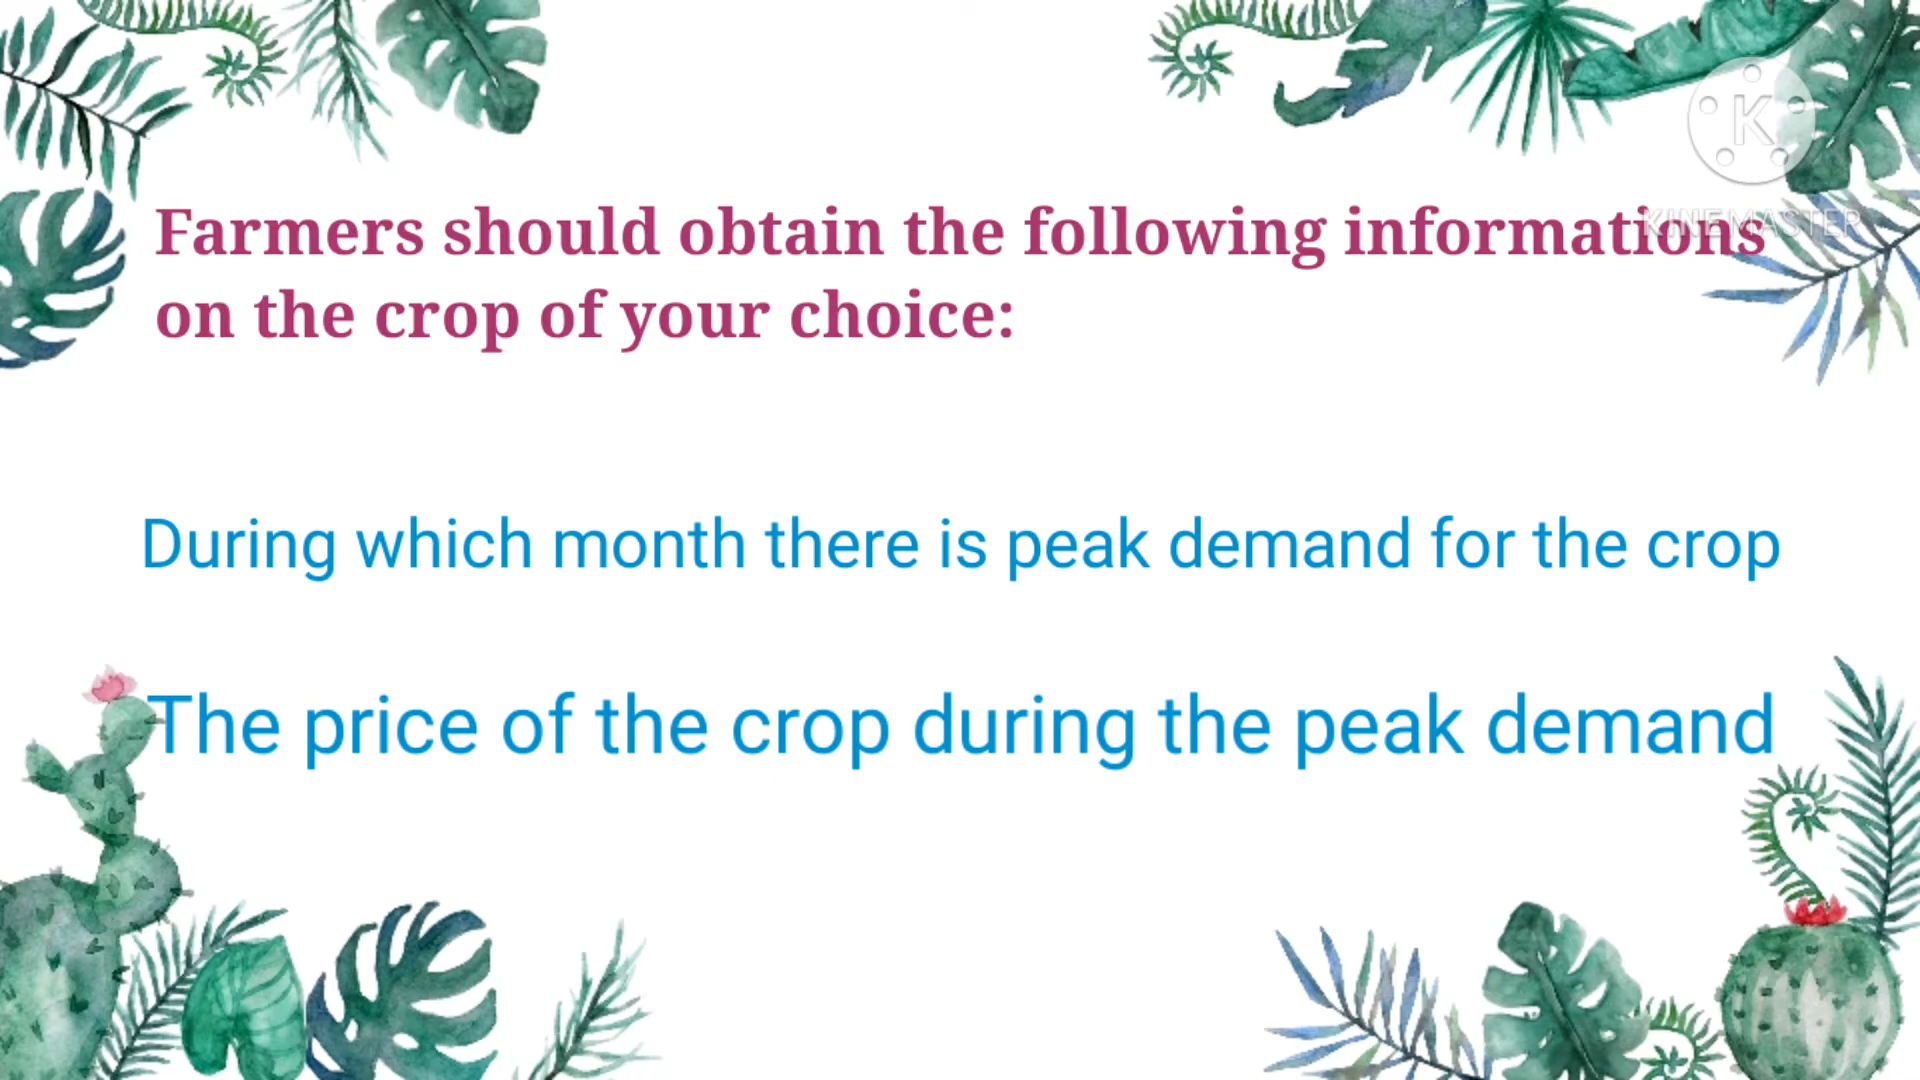 K
KINEMASTER
Farmers should obtain the following informations
on the crop of your choice:
During which month there is peak demand for the crop
The price of the crop during the peak demand